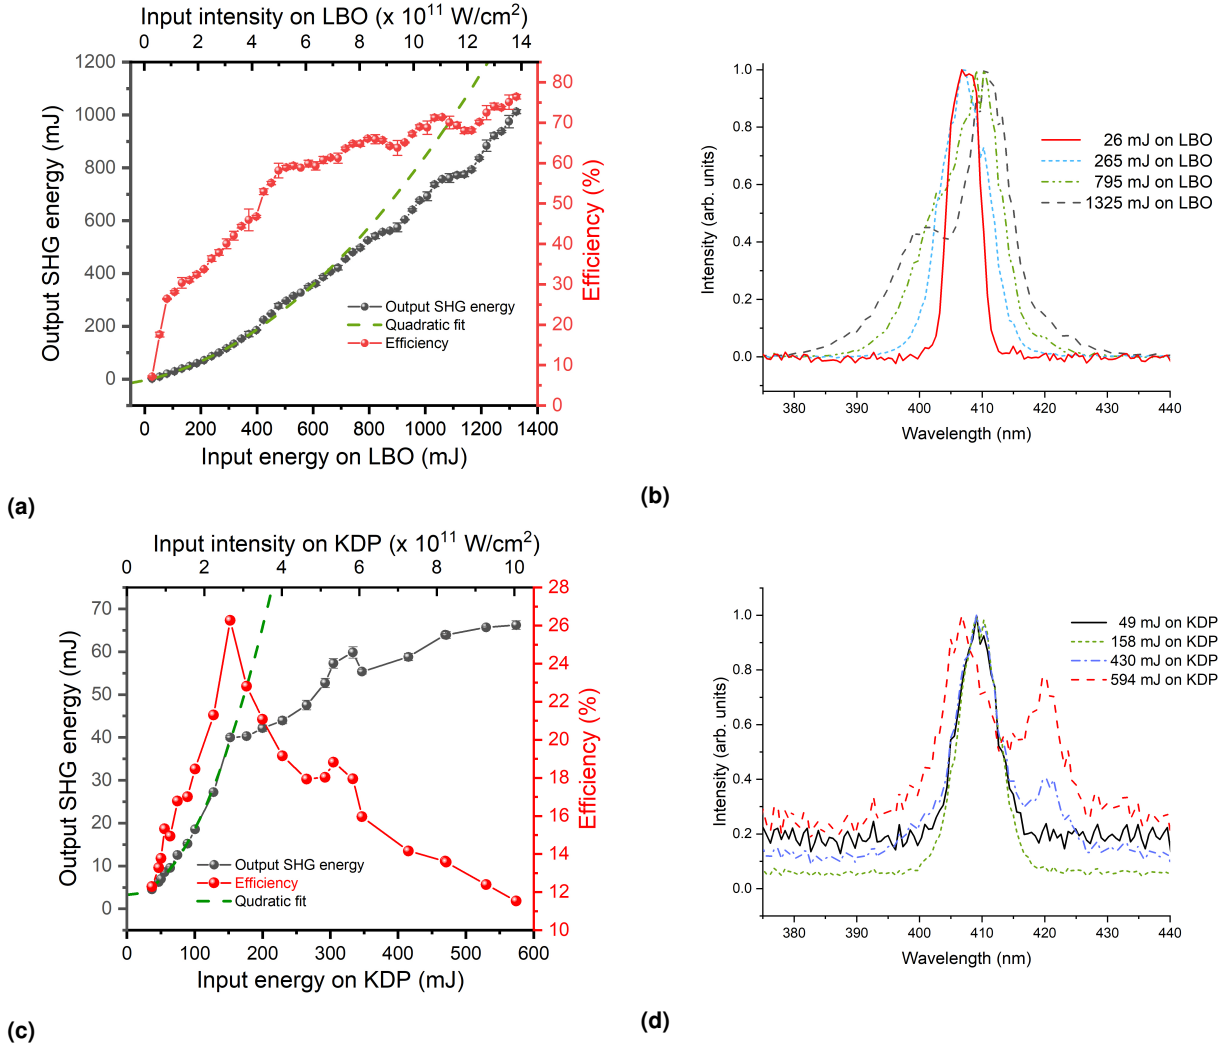 Input intensity on LBO (x 10¹¹ W/cm²)
0 2 4 6 8 10 12 14
1200
1000
800
600
400
200
0
Output SHG energy (mJ)
80
70
60
50
40
30
20
10
0
Efficiency (%)
Output SHG energy
Quadratic fit
Efficiency
0 200 400 600 800 1000 1200 1400
Input energy on LBO (mJ)
(a)
1.0
0.8
0.6
0.4
0.2
0.0
Intensity (arb. units)
26 mJ on LBO
265 mJ on LBO
795 mJ on LBO
1325 mJ on LBO
380 390 400 410 420 430 440
Wavelength (nm)
(b)
Input intensity on KDP (x 10¹¹ W/cm²)
0 2 4 6 8 10
70
60
50
40
30
20
10
0
Output SHG energy (mJ)
28
26
24
22
20
18
16
14
12
10
Efficiency (%)
Output SHG energy
Efficiency
Qudratic fit
0 100 200 300 400 500 600
Input energy on KDP (mJ)
(c)
1.0
0.8
0.6
0.4
0.2
0.0
Intensity (arb. units)
49 mJ on KDP
158 mJ on KDP
430 mJ on KDP
594 mJ on KDP
380 390 400 410 420 430 440
Wavelength (nm)
(d)